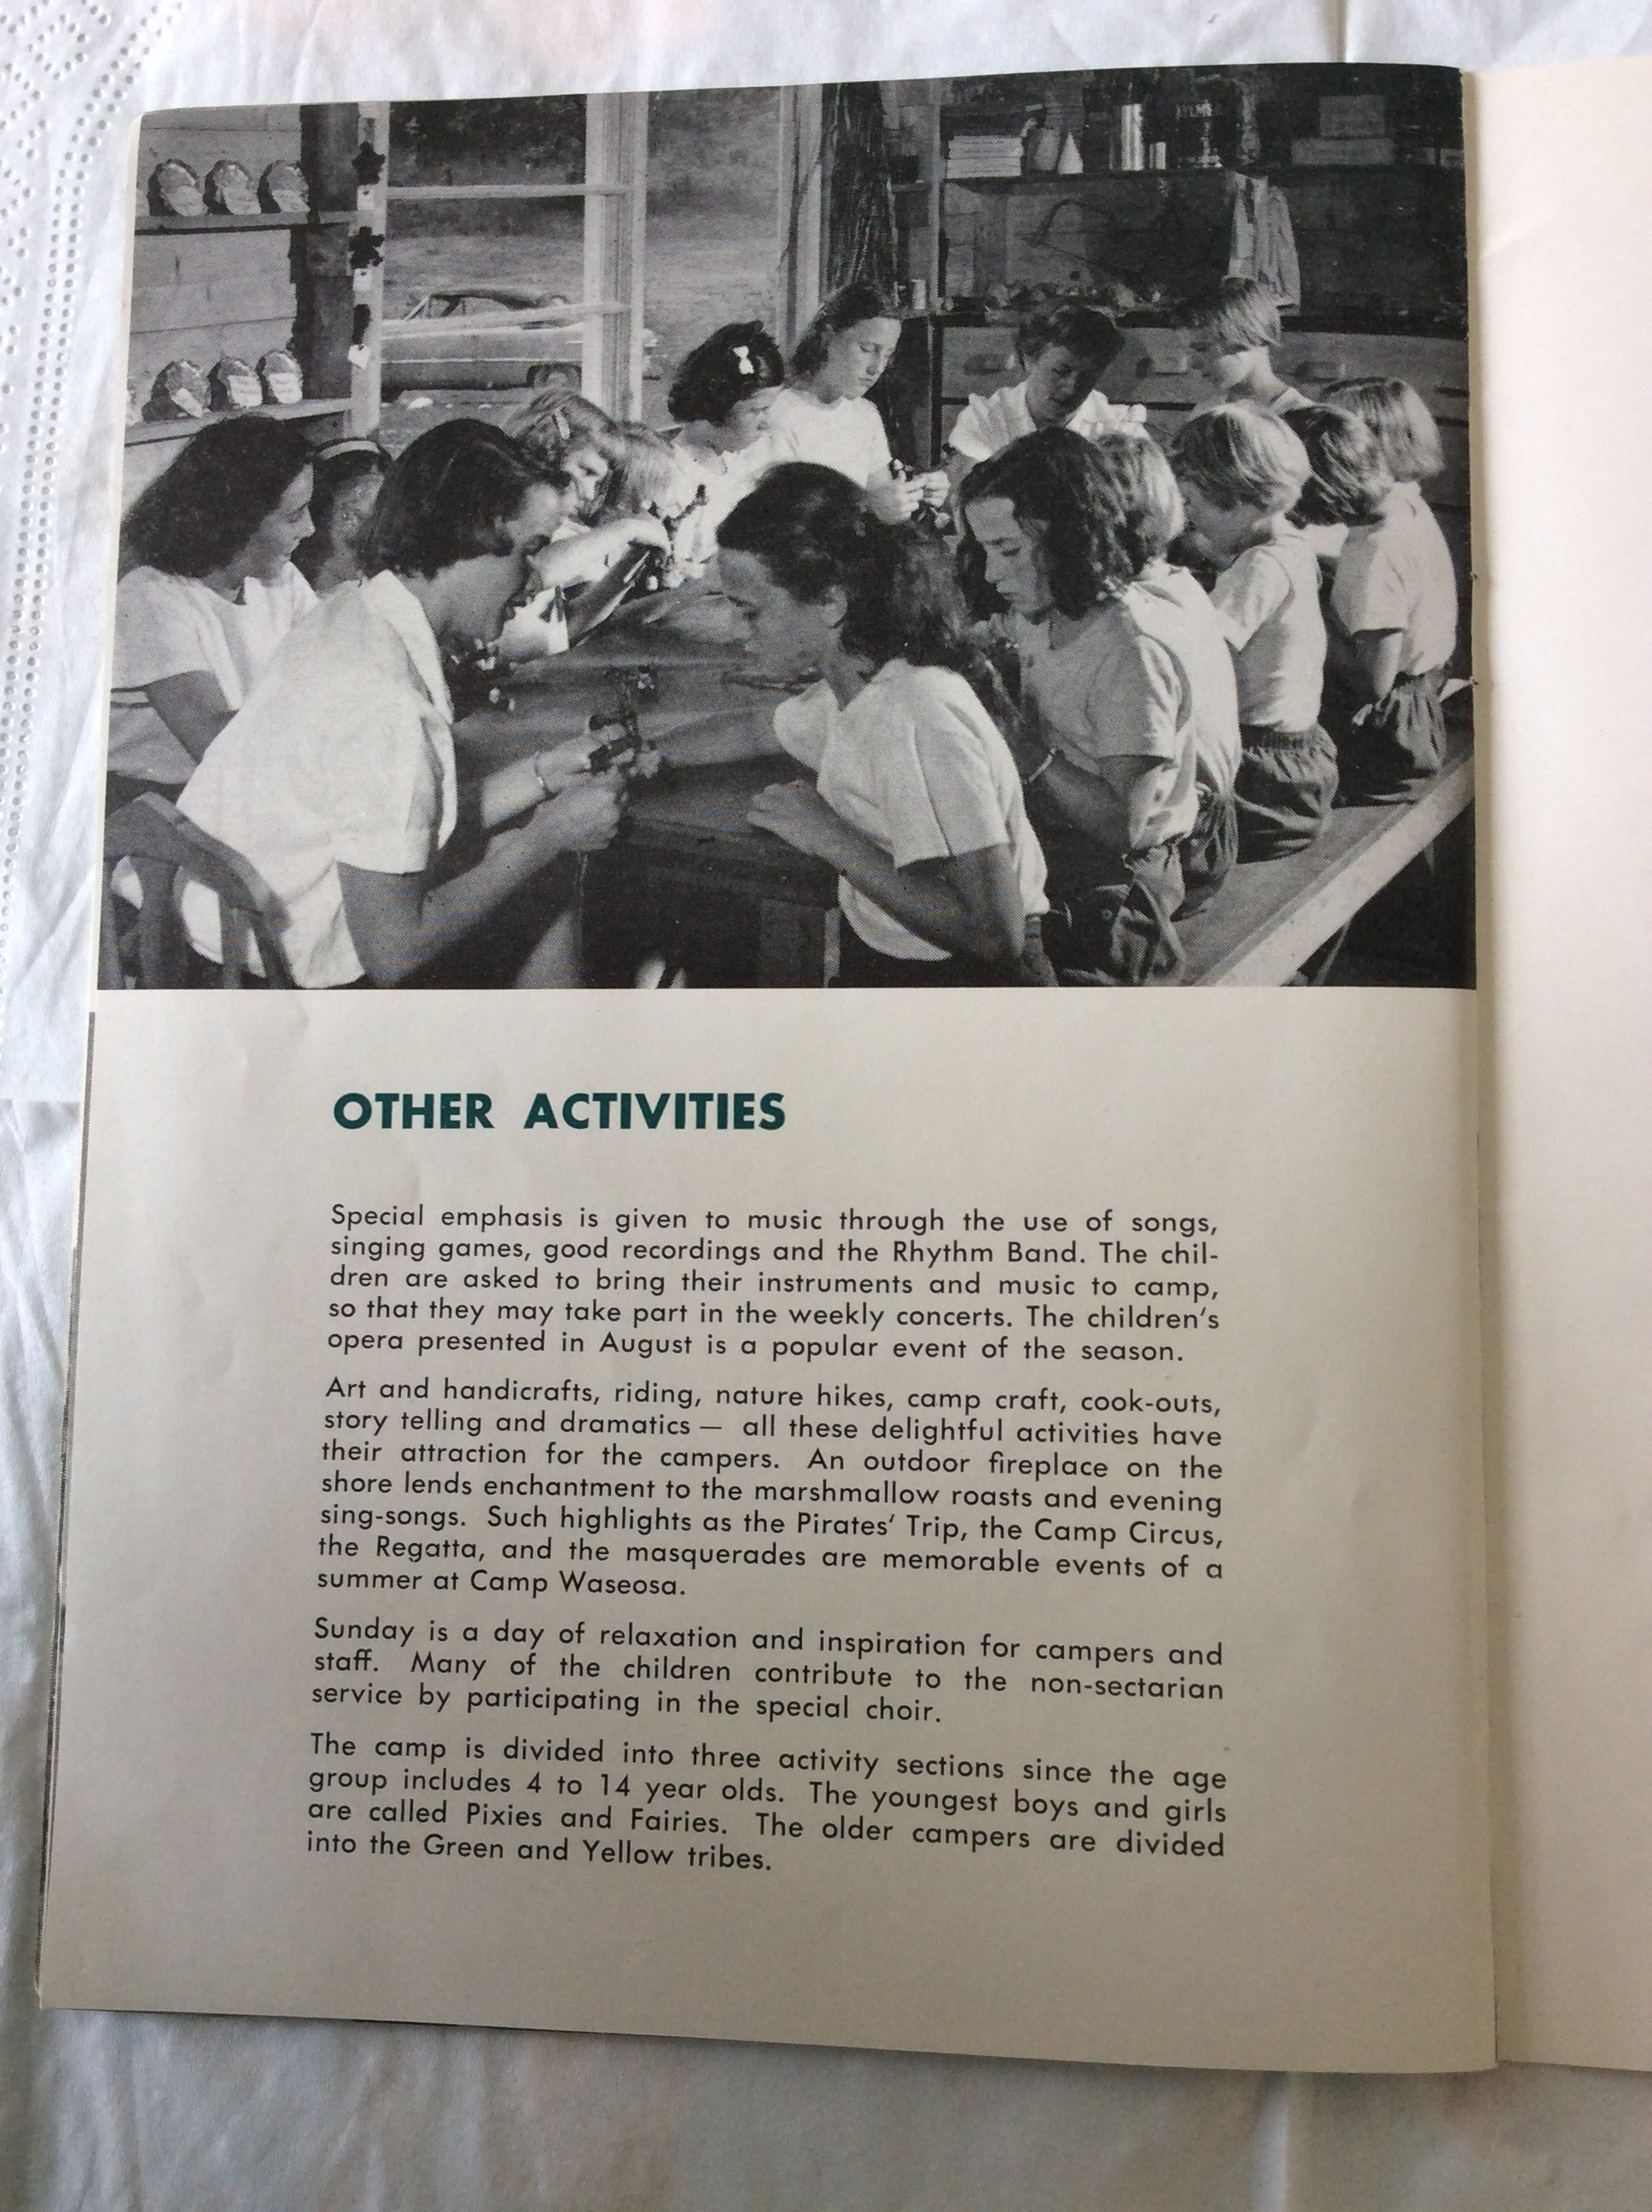 OTHER ACTIVITIES
Special emphasis is given to music through the use of songs,
singing games, good recordings and the Rhythm Band. The chil-
dren are asked to bring their instruments and music to camp,
so that they may take part in the weekly concerts. The children's
opera presented in August is a popular event of the season.
Art and handicrafts, riding, nature hikes, camp craft, cook-outs,
story telling and dramatics — all these delightful activities have
their attraction for the campers. An outdoor fireplace on the
shore lends enchantment to the marshmallow roasts and evening
sing-songs. Such highlights as the Pirates' Trip, the Camp Circus,
the Regatta, and the masquerades are memorable events of a
summer at Camp Waseosa.
Sunday is a day of relaxation and inspiration for campers and
staff. Many of the children contribute to the non-sectarian
service by participating in the special choir.
The camp is divided into three activity sections since the age
group includes 4 to 14 year olds. The youngest boys and girls
are called Pixies and Fairies. The older campers are divided
into the Green and Yellow tribes.